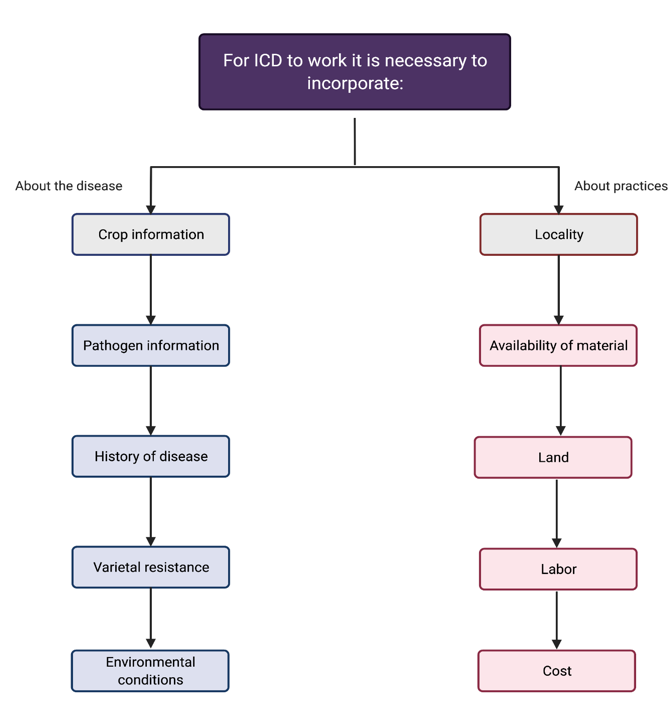 For ICD to work it is necessary to
incorporate:
About the disease
About practices
Crop information
Locality
Pathogen information
Availability of material
History of disease
Land
Varietal resistance
Labor
Environmental
conditions
Cost